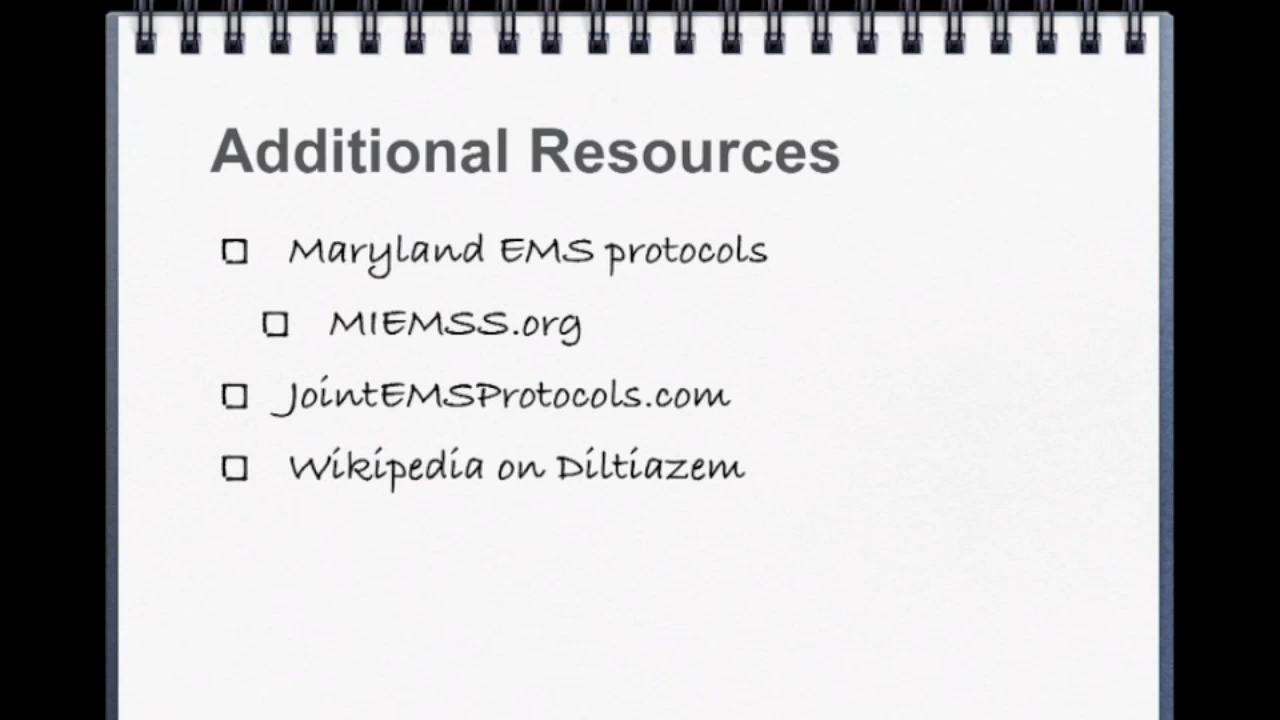 Additional Resources
Maryland EMS protocols
MIEMSS.org
JointEMSProtocols.com
Wikipedia on Diltiazem